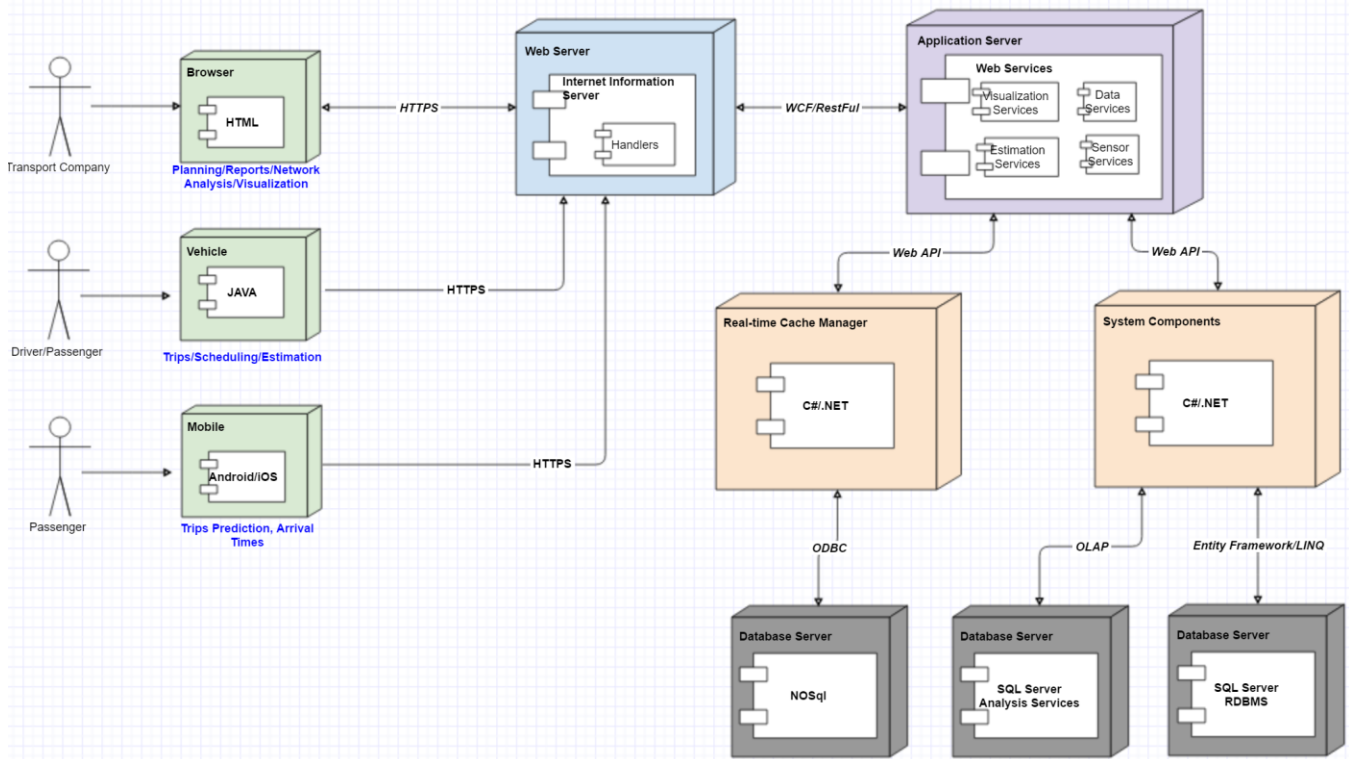 Transport Company
Browser
HTML
Planning/Reports/Network
Analysis/Visualization
HTTPS
Web Server
Internet Information
Server
Handlers
WCF/RestFul
Application Server
Web Services
Visualization
Services
Data
Services
Estimation
Services
Sensor
Services
Driver/Passenger
Vehicle
JAVA
Trips/Scheduling/Estimation
HTTPS
Passenger
Mobile
Android/iOS
Trips Prediction, Arrival
Times
HTTPS
Web API
Web API
Real-time Cache Manager
C#/.NET
System Components
C#/.NET
ODBC
OLAP
Entity Framework/LINQ
Database Server
NOSql
Database Server
SQL Server
Analysis Services
Database Server
SQL Server
RDBMS